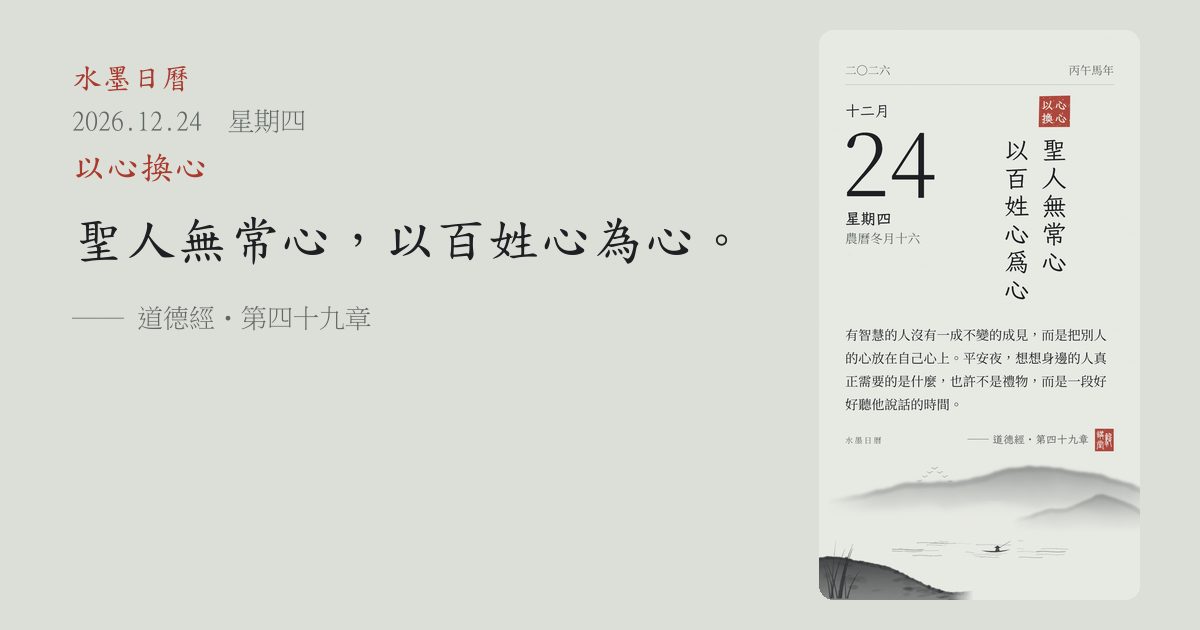 水墨日曆
2026.12.24 星期四
以心換心
聖人無常心，以百姓心為心。
—— 道德經・第四十九章
二〇二六
丙午馬年
十二月
24
星期四
農曆冬月十六
以心換心
聖人無常心
以百姓心爲心
有智慧的人沒有一成不變的成見，而是把別人
的心放在自己心上。平安夜，想想身邊的人真
正需要的是什麼，也許不是禮物，而是一段好
好聽他說話的時間。
水墨日曆
—— 道德經・第四十九章